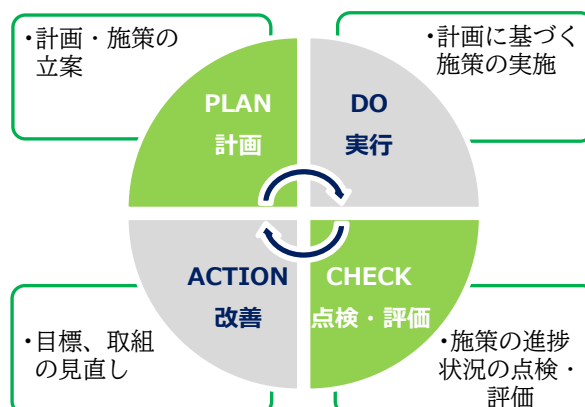 ・計画・施策の
立案
・計画に基づく
施策の実施
PLAN
計画
DO
実行
ACTION
改善
CHECK
点検・評価
・目標、取組
の見直し
・施策の進捗
状況の点検・
評価